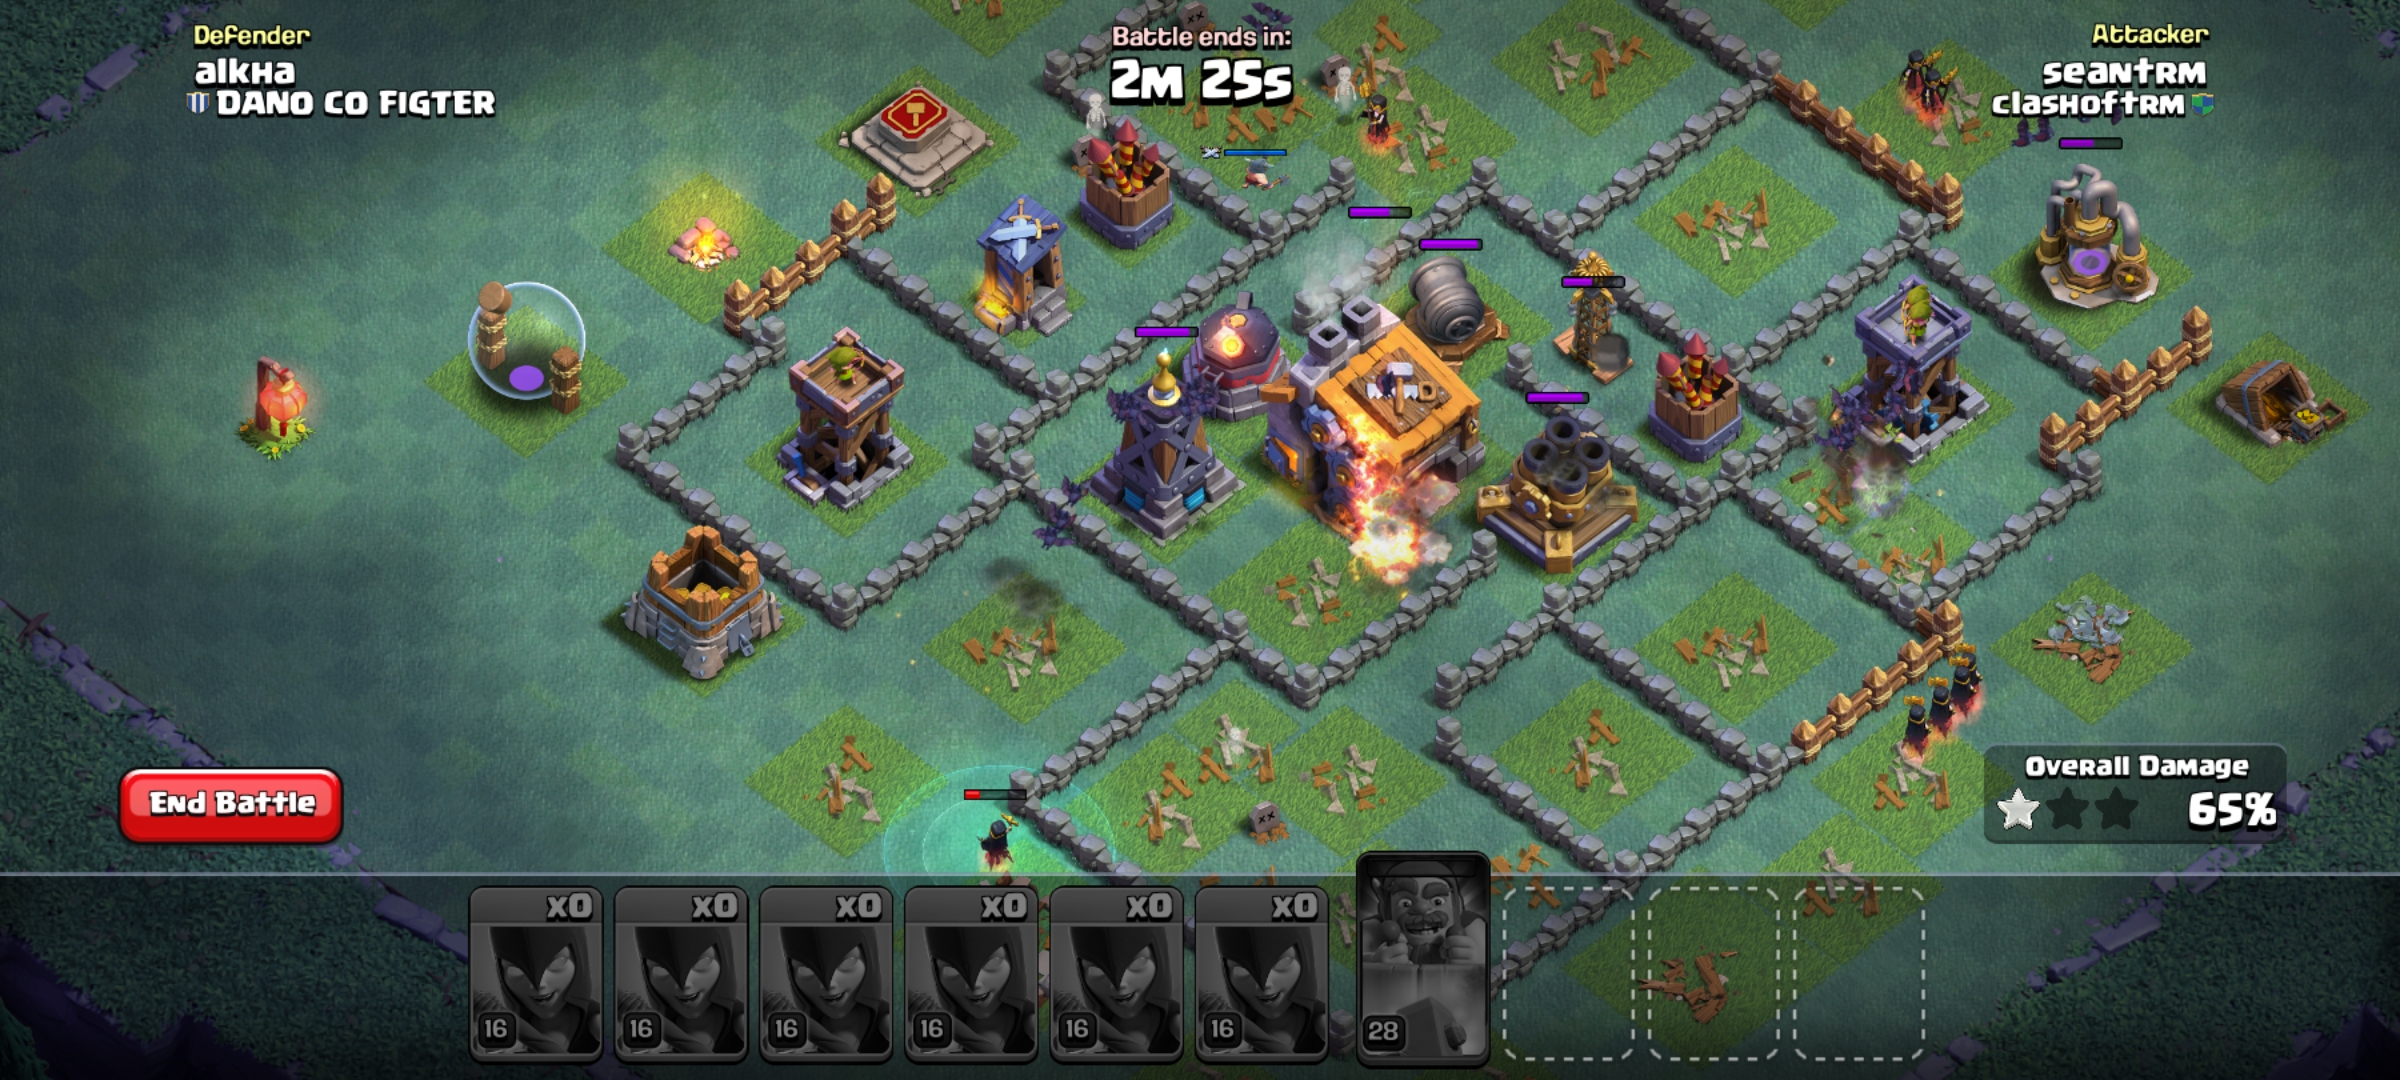 Defender
alkHa
DANO CO FIGTER
Battle ends in:
2M 25s
Attacker
seantRM
clashoftRM
End Battle
Overall Damage
65%
x0
x0
x0
x0
x0
x0
16
16
16
16
16
16
28